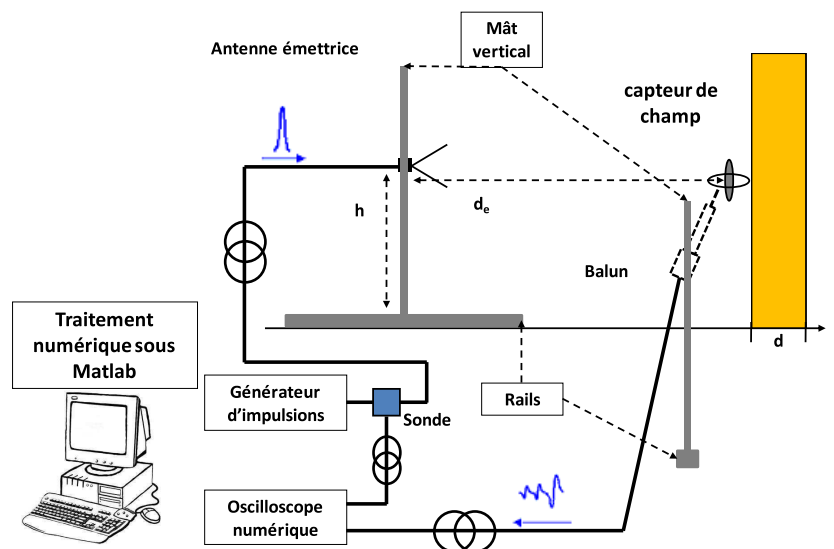 Mât
vertical
Antenne émettrice
capteur de
champ
h
de
Balun
Traitement
numérique sous
Matlab
d
Générateur
d'impulsions
Rails
Sonde
Oscilloscope
numérique